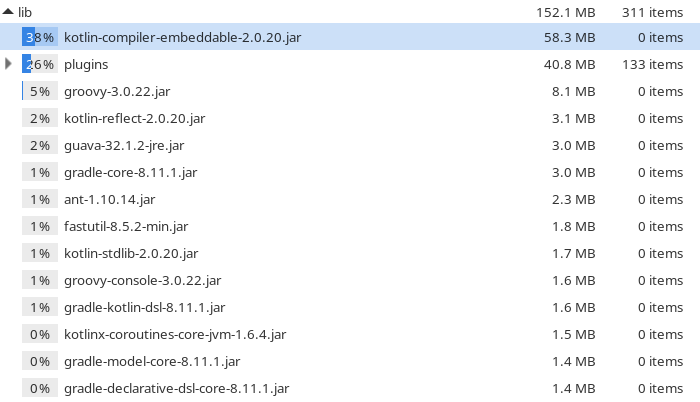 lib 152.1 MB 311 items
38% kotlin-compiler-embeddable-2.0.20.jar 58.3 MB 0 items
26% plugins 40.8 MB 133 items
5% groovy-3.0.22.jar 8.1 MB 0 items
2% kotlin-reflect-2.0.20.jar 3.1 MB 0 items
2% guava-32.1.2-jre.jar 3.0 MB 0 items
1% gradle-core-8.11.1.jar 3.0 MB 0 items
1% ant-1.10.14.jar 2.3 MB 0 items
1% fastutil-8.5.2-min.jar 1.8 MB 0 items
1% kotlin-stdlib-2.0.20.jar 1.7 MB 0 items
1% groovy-console-3.0.22.jar 1.6 MB 0 items
1% gradle-kotlin-dsl-8.11.1.jar 1.6 MB 0 items
0% kotlinx-coroutines-core-jvm-1.6.4.jar 1.5 MB 0 items
0% gradle-model-core-8.11.1.jar 1.4 MB 0 items
0% gradle-declarative-dsl-core-8.11.1.jar 1.4 MB 0 items